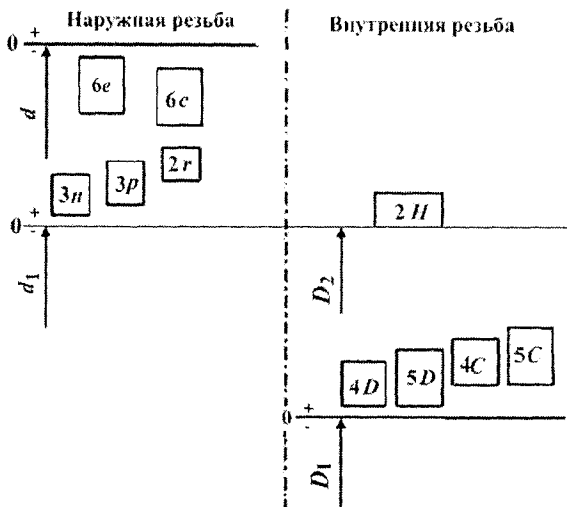 Наружная резьба
Внутренняя резьба
0 + -
6e
6c
d
3n
3p
2r
0 + -
2H
d1
D2
4D
5D
4C
5C
0 + -
D1